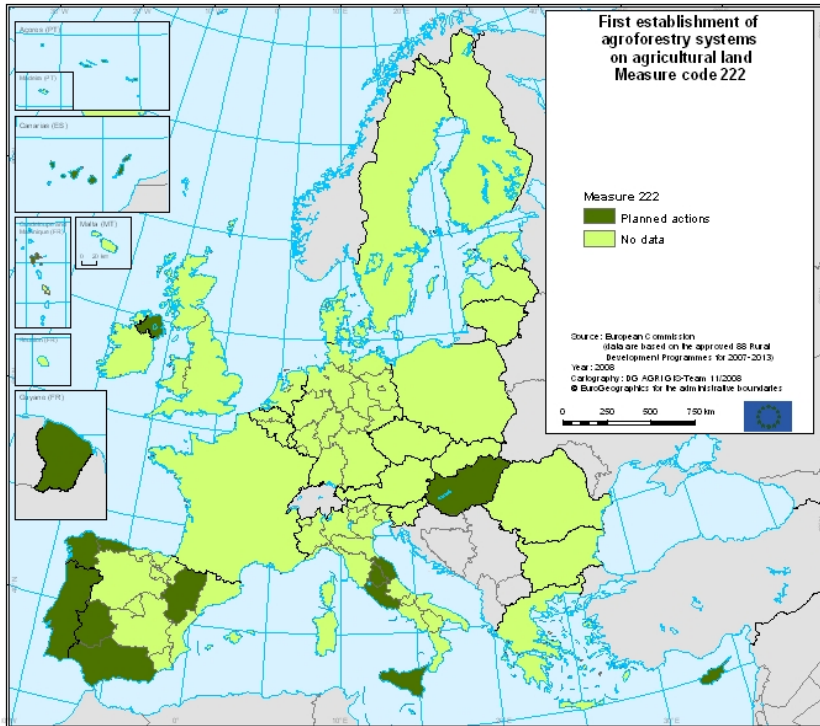 First establishment of
agroforestry systems
on agricultural land
Measure code 222
Measure 222
Planned actions
No data
Source: European Commission
(data are based on the approved 88 Rural
Development Programmes for 2007-2013)
Year: 2008
Cartography: DG AGRI GIS-Team 11/2008
© EuroGeographics for the administrative boundaries
0 250 500 750 km
Açores (PT)
Madeira (PT)
Canarias (ES)
Malta (MT)
Guyane (FR)
0°
10°E